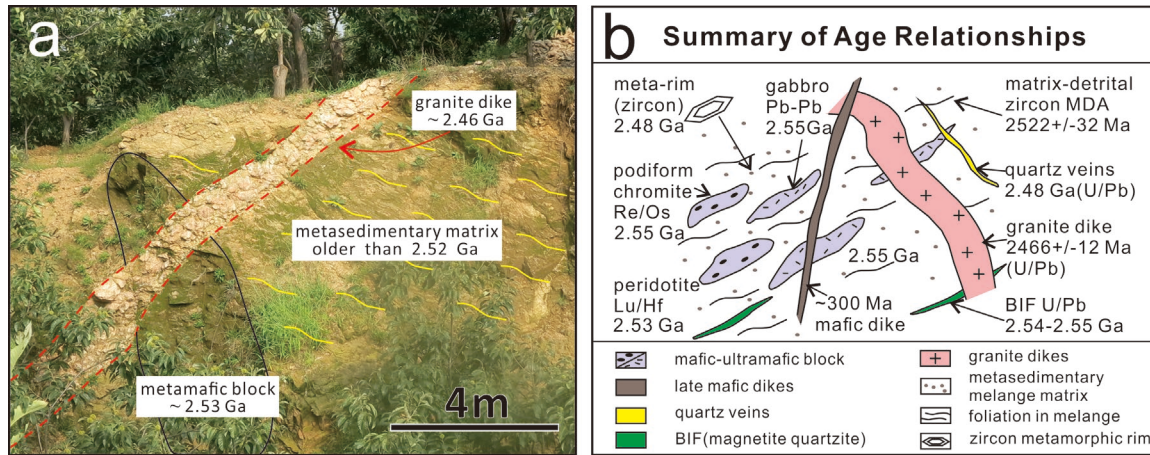 a
granite dike
~ 2.46 Ga
metasedimentary matrix
older than 2.52 Ga
metamafic block
~ 2.53 Ga
4m
b Summary of Age Relationships
meta-rim
(zircon)
2.48 Ga
gabbro
Pb-Pb
2.55Ga
matrix-detrital
zircon MDA
2522+/-32 Ma
podiform
chromite
Re/Os
2.55 Ga
quartz veins
2.48 Ga(U/Pb)
granite dike
2466+/-12 Ma
(U/Pb)
2.55 Ga
peridotite
Lu/Hf
2.53 Ga
~300 Ma
mafic dike
BIF U/Pb
2.54-2.55 Ga
mafic-ultramafic block
late mafic dikes
quartz veins
BIF(magnetite quartzite)
granite dikes
metasedimentary
melange matrix
foliation in melange
zircon metamorphic rim